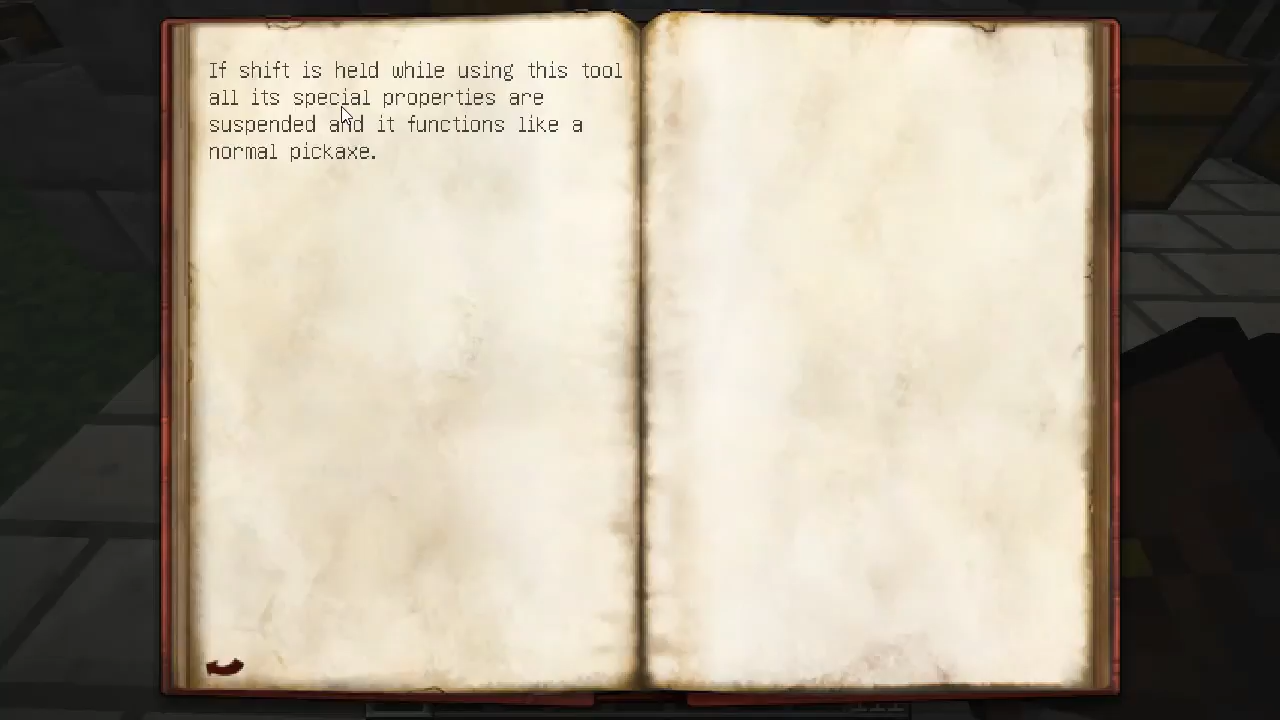 If shift is held while using this tool
all its special properties are
suspended and it functions like a
normal pickaxe.